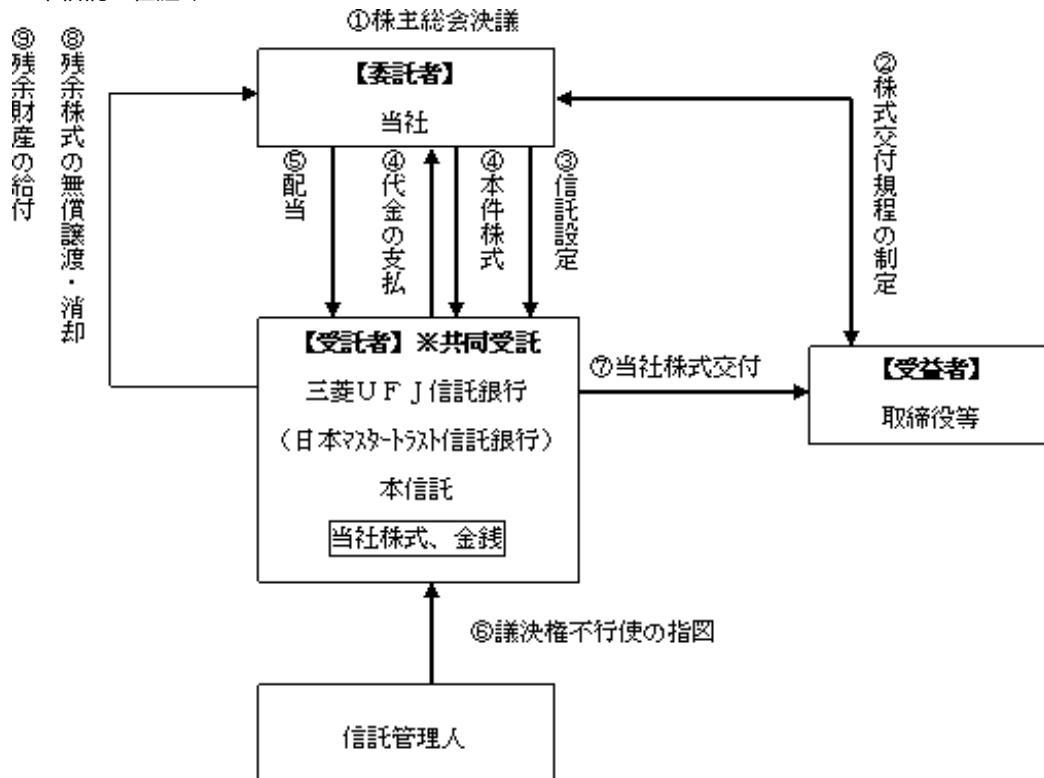 ①株主総会決議
⑨残余財産の給付
⑧残余株式の無償譲渡・消却
【委託者】
当社
②株式交付規程の制定
⑤配当
④代金の支払
④本件株式
③信託設定
【受託者】※共同受託
三菱UFJ信託銀行
（日本ﾏｽﾀｰﾄﾗｽﾄ信託銀行）
本信託
当社株式、金銭
⑦当社株式交付
【受益者】
取締役等
⑥議決権不行使の指図
信託管理人